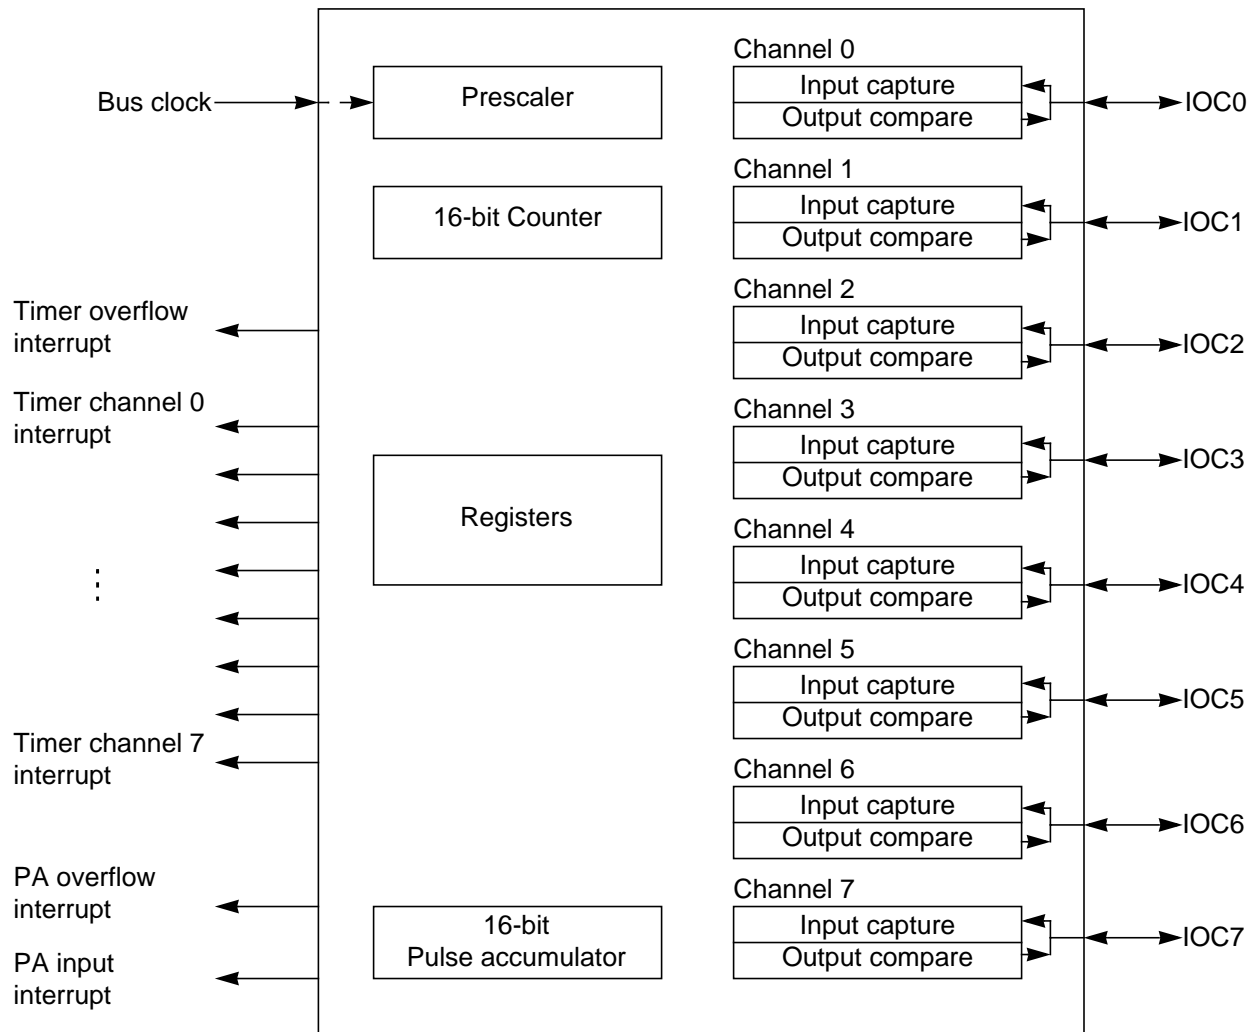 Channel 0
Bus clock
Prescaler
Input capture
Output compare
IOC0
Channel 1
16-bit Counter
Input capture
Output compare
IOC1
Channel 2
Timer overflow
interrupt
Input capture
Output compare
IOC2
Timer channel 0
interrupt
Channel 3
Input capture
Output compare
IOC3
Registers
Channel 4
Input capture
Output compare
IOC4
Channel 5
Input capture
Output compare
IOC5
Timer channel 7
interrupt
Channel 6
Input capture
Output compare
IOC6
PA overflow
interrupt
Channel 7
16-bit
Pulse accumulator
Input capture
Output compare
IOC7
PA input
interrupt